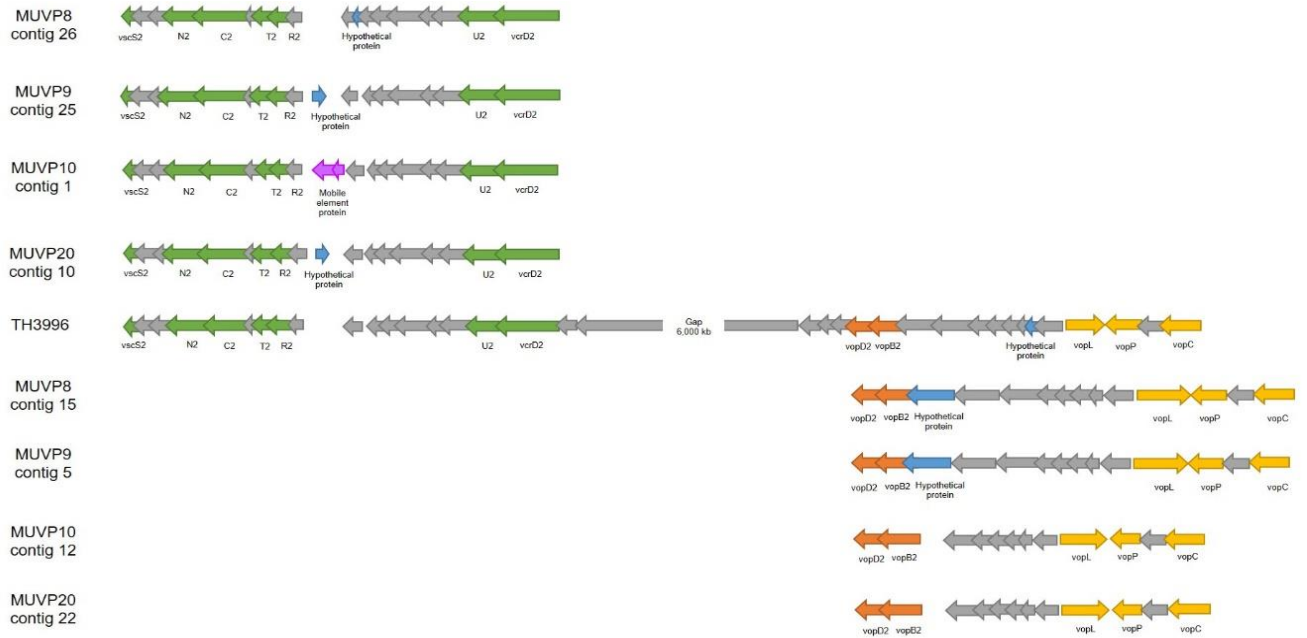 MUVP8
contig 26
vscS2 N2 C2 T2 R2 Hypothetical
protein U2 vcrD2
MUVP9
contig 25
vscS2 N2 C2 T2 R2 Hypothetical
protein U2 vcrD2
MUVP10
contig 1
vscS2 N2 C2 T2 R2 Mobile
element
protein U2 vcrD2
MUVP20
contig 10
vscS2 N2 C2 T2 R2 Hypothetical
protein U2 vcrD2
TH3996
Gap
6,000 kb
vscS2 N2 C2 T2 R2 U2 vcrD2 vopD2 vopB2 Hypothetical
protein vopL vopP vopC
MUVP8
contig 15
vopD2 vopB2 Hypothetical
protein vopL vopP vopC
MUVP9
contig 5
vopD2 vopB2 Hypothetical
protein vopL vopP vopC
MUVP10
contig 12
vopD2 vopB2 vopL vopP vopC
MUVP20
contig 22
vopD2 vopB2 vopL vopP vopC